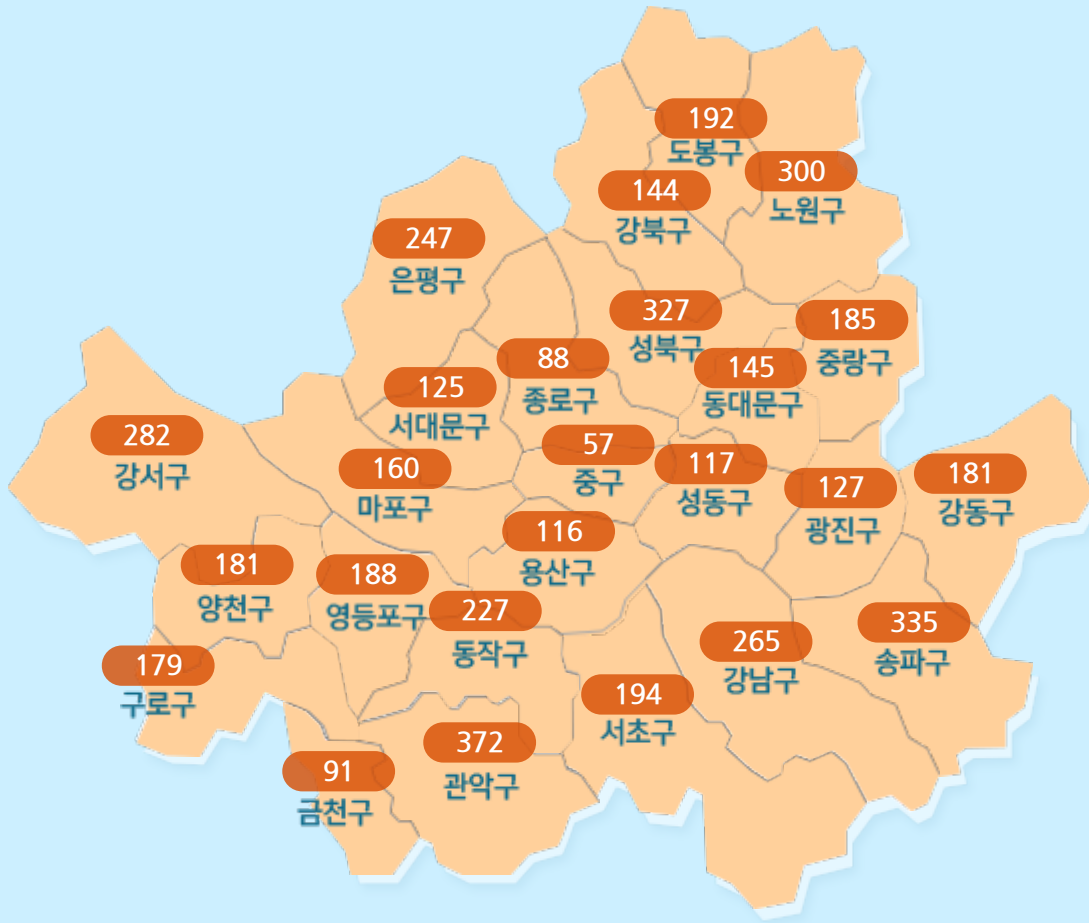 192
도봉구
300
노원구
144
강북구
247
은평구
327
성북구
185
중랑구
88
종로구
145
동대문구
125
서대문구
282
강서구
57
중구
160
마포구
117
성동구
127
광진구
181
강동구
116
용산구
181
양천구
188
영등포구
227
동작구
335
송파구
265
강남구
179
구로구
194
서초구
372
관악구
91
금천구